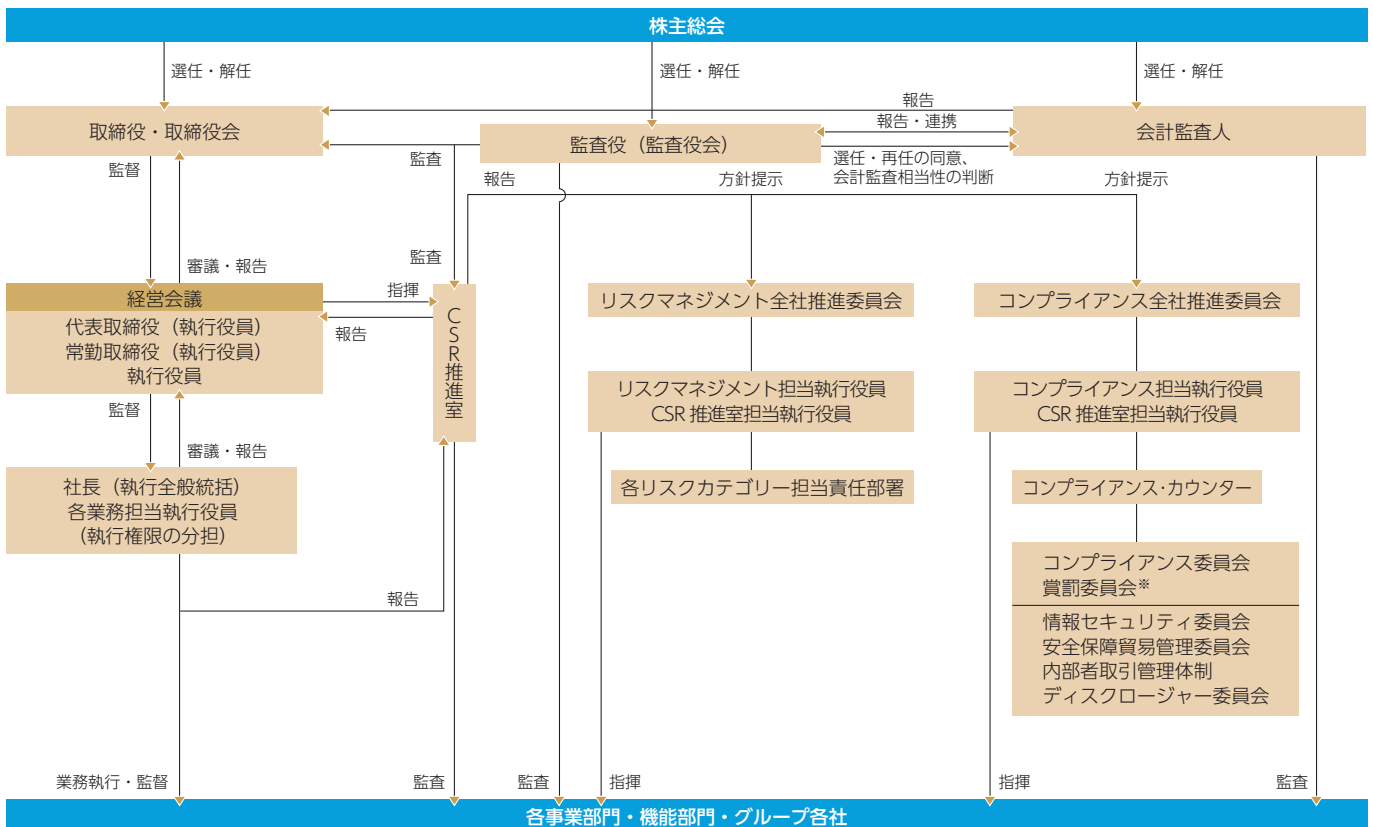 株主総会
選任・解任
選任・解任
選任・解任
取締役・取締役会
監査役（監査役会）
会計監査人
報告
報告・連携
選任・再任の同意、
会計監査相当性の判断
監督
監査
報告
方針提示
方針提示
審議・報告
監査
経営会議
代表取締役（執行役員）
常勤取締役（執行役員）
執行役員
指揮
報告
CSR推進室
リスクマネジメント全社推進委員会
コンプライアンス全社推進委員会
リスクマネジメント担当執行役員
CSR 推進室担当執行役員
コンプライアンス担当執行役員
CSR 推進室担当執行役員
監督
審議・報告
社長（執行全般統括）
各業務担当執行役員
（執行権限の分担）
各リスクカテゴリー担当責任部署
コンプライアンス・カウンター
コンプライアンス委員会
賞罰委員会※
情報セキュリティ委員会
安全保障貿易管理委員会
内部者取引管理体制
ディスクロージャー委員会
報告
業務執行・監督
監査
監査
指揮
指揮
監査
各事業部門・機能部門・グループ各社